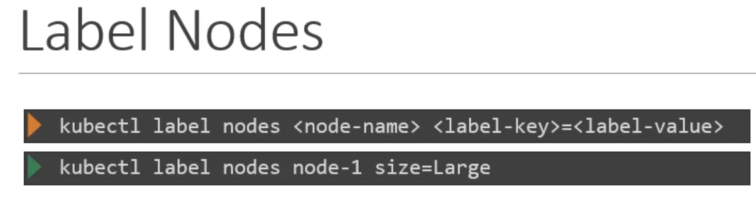 Label Nodes
kubectl label nodes <node-name> <label-key>=<label-value>
kubectl label nodes node-1 size=Large